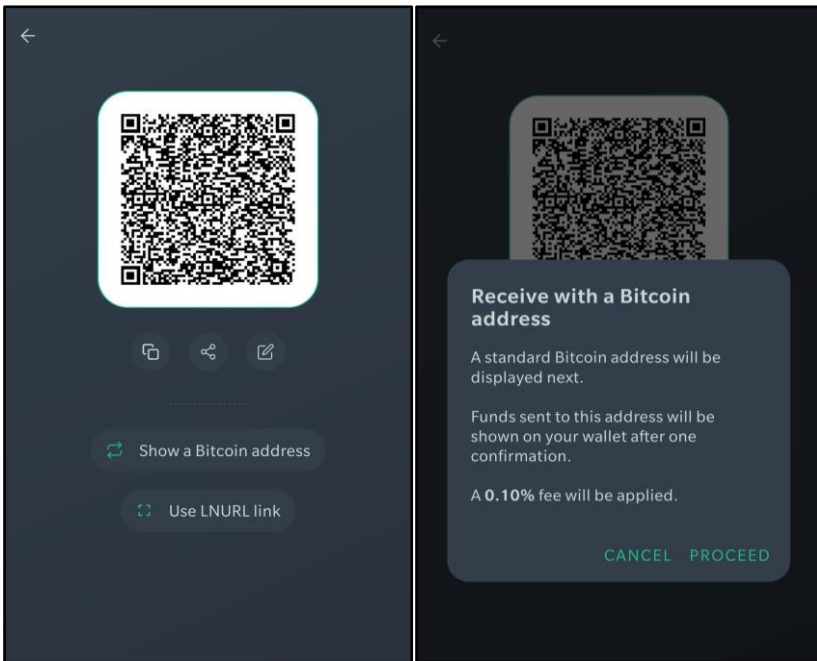 Show a Bitcoin address
Use LNURL link
Receive with a Bitcoin
address
A standard Bitcoin address will be
displayed next.
Funds sent to this address will be
shown on your wallet after one
confirmation.
A 0.10% fee will be applied.
CANCEL PROCEED